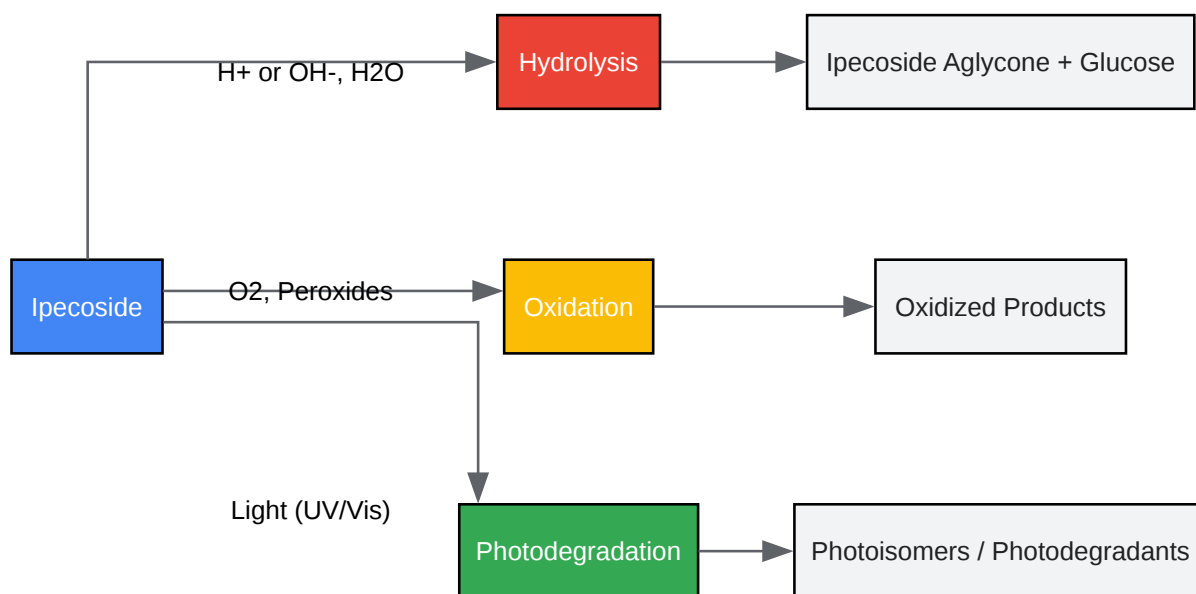 H+ or OH-, H2O
Hydrolysis
Ipecoside Aglycone + Glucose
Ipecoside
O2, Peroxides
Oxidation
Oxidized Products
Light (UV/Vis)
Photodegradation
Photoisomers / Photodegradants